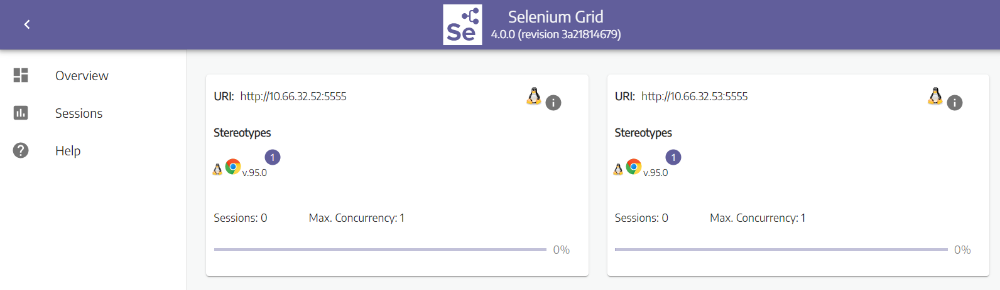 Se
Selenium Grid
4.0.0 (revision 3a21814679)
Overview
Sessions
Help
URI: http://10.66.32.52:5555
Stereotypes
1
v.95.0
Sessions: 0 Max. Concurrency: 1
0%
URI: http://10.66.32.53:5555
Stereotypes
1
v.95.0
Sessions: 0 Max. Concurrency: 1
0%